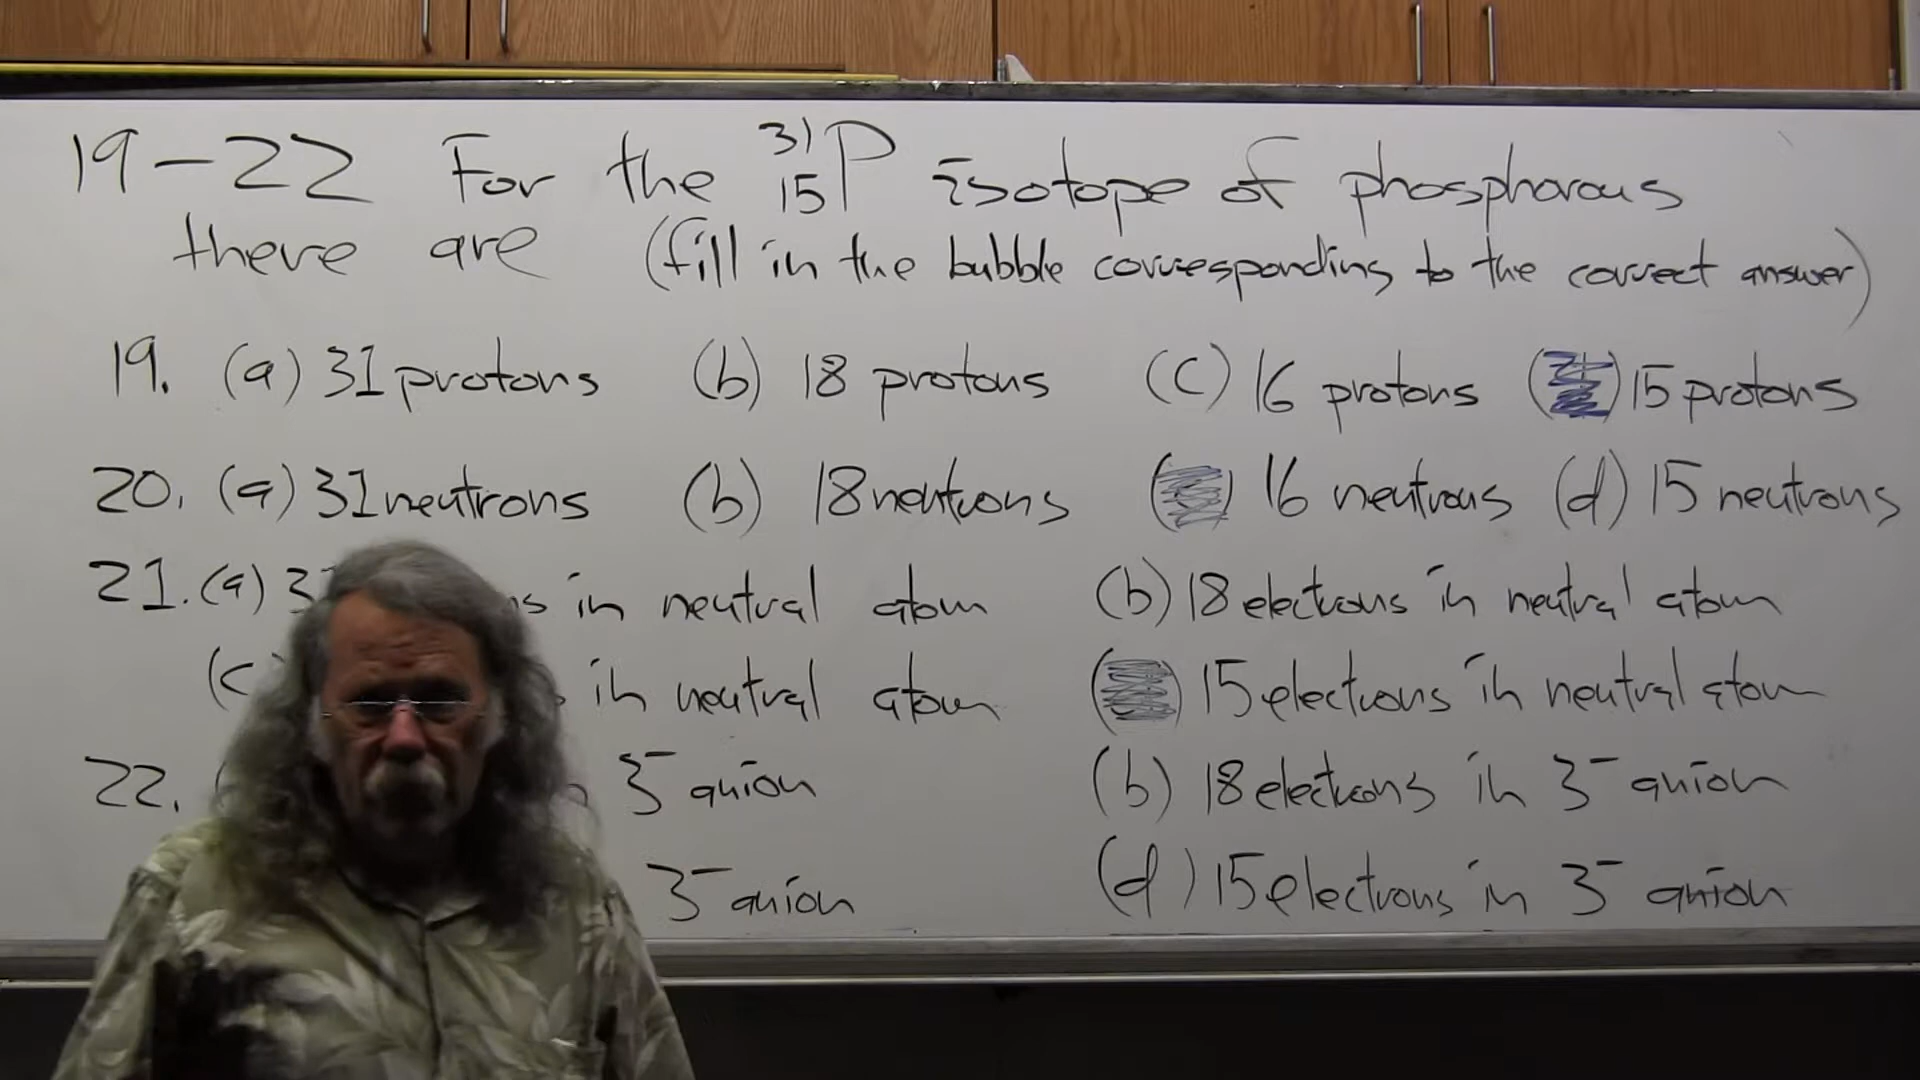 19-22 For the 31 15 P isotope of phosphorous
there are (fill in the bubble corresponding to the correct answer)
19. (a) 31 protons (b) 18 protons (c) 16 protons ( ) 15 protons
20. (a) 31 neutrons (b) 18 neutrons (c) 16 neutrons (d) 15 neutrons
21. (a) in neutral atom (b) 18 electrons in neutral atom
(c in neutral atom ( ) 15 electrons in neutral atom
22. 3- anion (b) 18 electrons in 3- anion
3- anion (d) 15 electrons in 3- anion